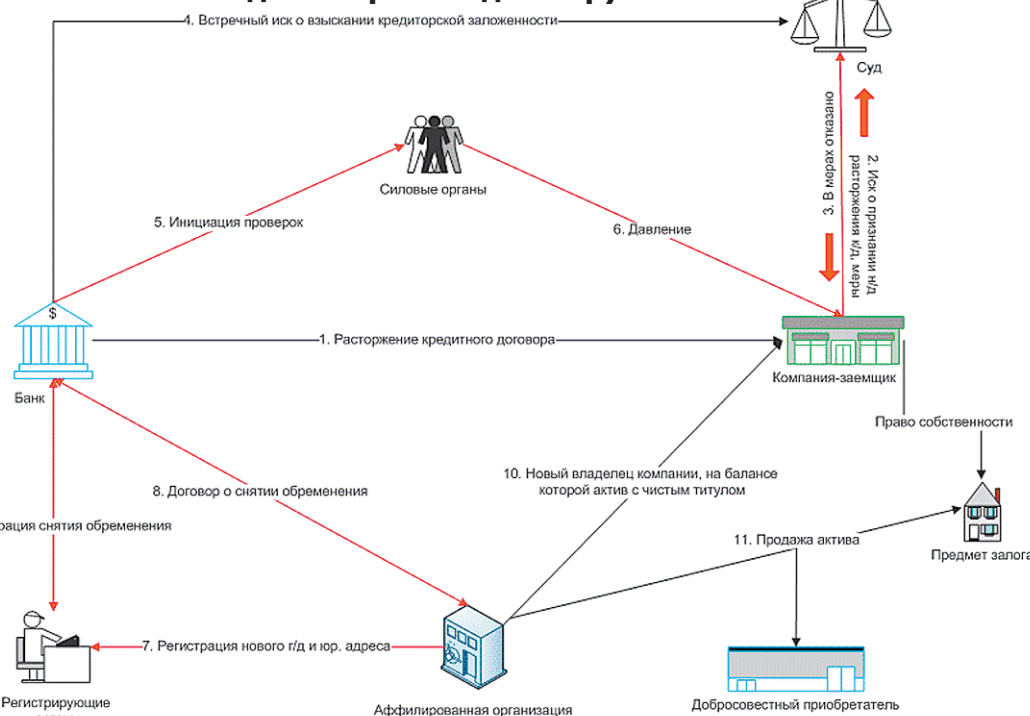 4. Встречный иск о взыскании кредиторской заложенности
Суд
3. В мерах отказано
2. Иск о признании н/д
расторжения к/д, меры
Силовые органы
5. Инициация проверок
6. Давление
$
1. Расторжение кредитного договора
Банк
Компания-заемщик
Право собственности
8. Договор о снятии обременения
10. Новый владелец компании, на балансе
которой актив с чистым титулом
снятия обременения
11. Продажа актива
Предмет залога
7. Регистрация нового г/д и юр. адреса
Регистрирующие
Аффилированная организация
Добросовестный приобретатель